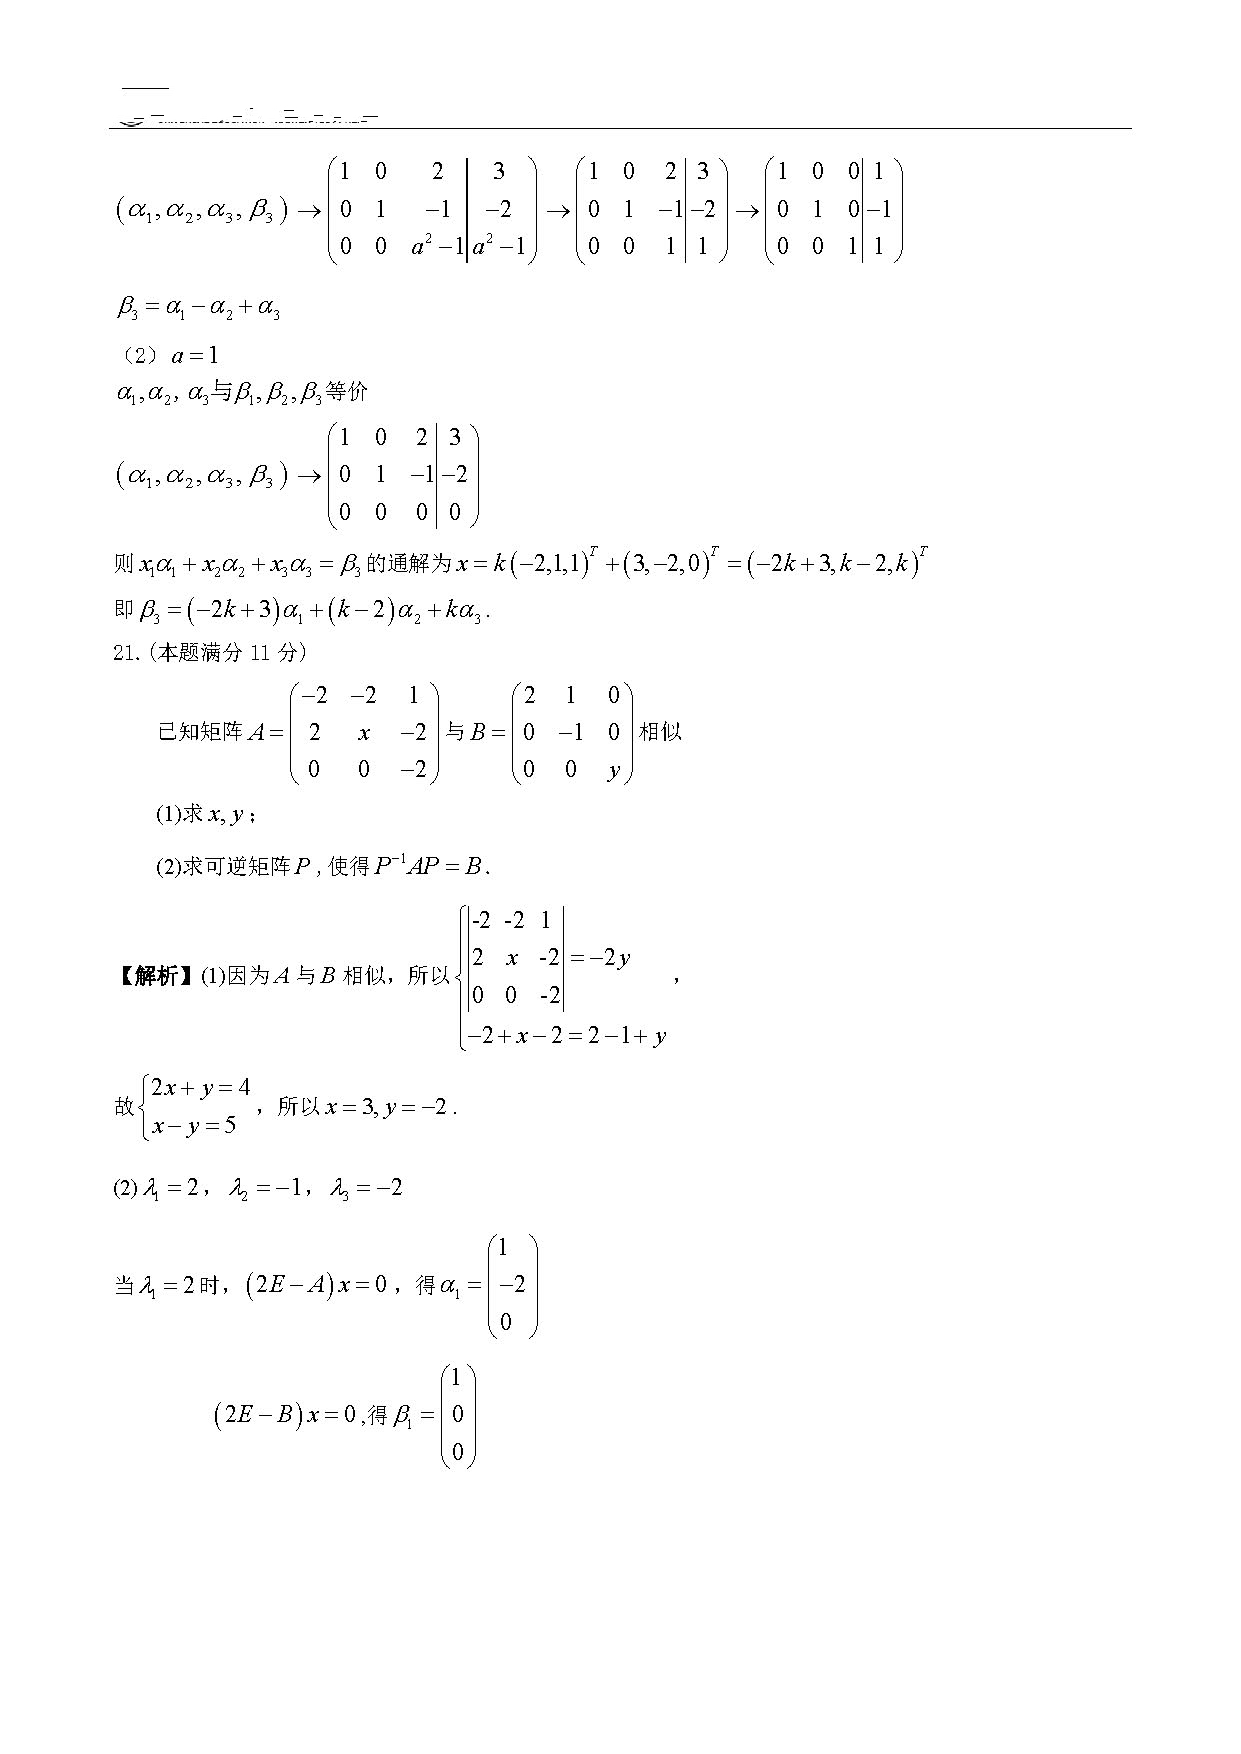 (α₁,α₂,α₃,β₃) → (1 0 2 3; 0 1 −1 −2; 0 0 a²−1 a²−1) → (1 0 2 3; 0 1 −1 −2; 0 0 1 1) → (1 0 0 1; 0 1 0 −1; 0 0 1 1)
β₃ = α₁ − α₂ + α₃
（2）a = 1
α₁,α₂, α₃与β₁,β₂,β₃等价
(α₁,α₂,α₃,β₃) → (1 0 2 3; 0 1 −1 −2; 0 0 0 0)
则x₁α₁ + x₂α₂ + x₃α₃ = β₃的通解为x = k(−2,1,1)ᵀ + (3,−2,0)ᵀ = (−2k+3,k−2,k)ᵀ
即β₃ = (−2k+3)α₁ + (k−2)α₂ + kα₃.
21.(本题满分 11 分)
已知矩阵A = (−2 −2 1; 2 x −2; 0 0 −2)与B = (2 1 0; 0 −1 0; 0 0 y)相似
(1)求x, y；
(2)求可逆矩阵P,使得P⁻¹AP = B.
【解析】(1)因为A与B相似，所以{|-2 -2 1; 2 x -2; 0 0 -2| = −2y; −2+x−2 = 2−1+y，
故{2x+y=4; x−y=5，所以x=3, y=−2.
(2)λ₁ = 2，λ₂ = −1，λ₃ = −2
当λ₁ = 2时，(2E−A)x=0，得α₁ = (1; −2; 0)
(2E−B)x=0,得β₁ = (1; 0; 0)